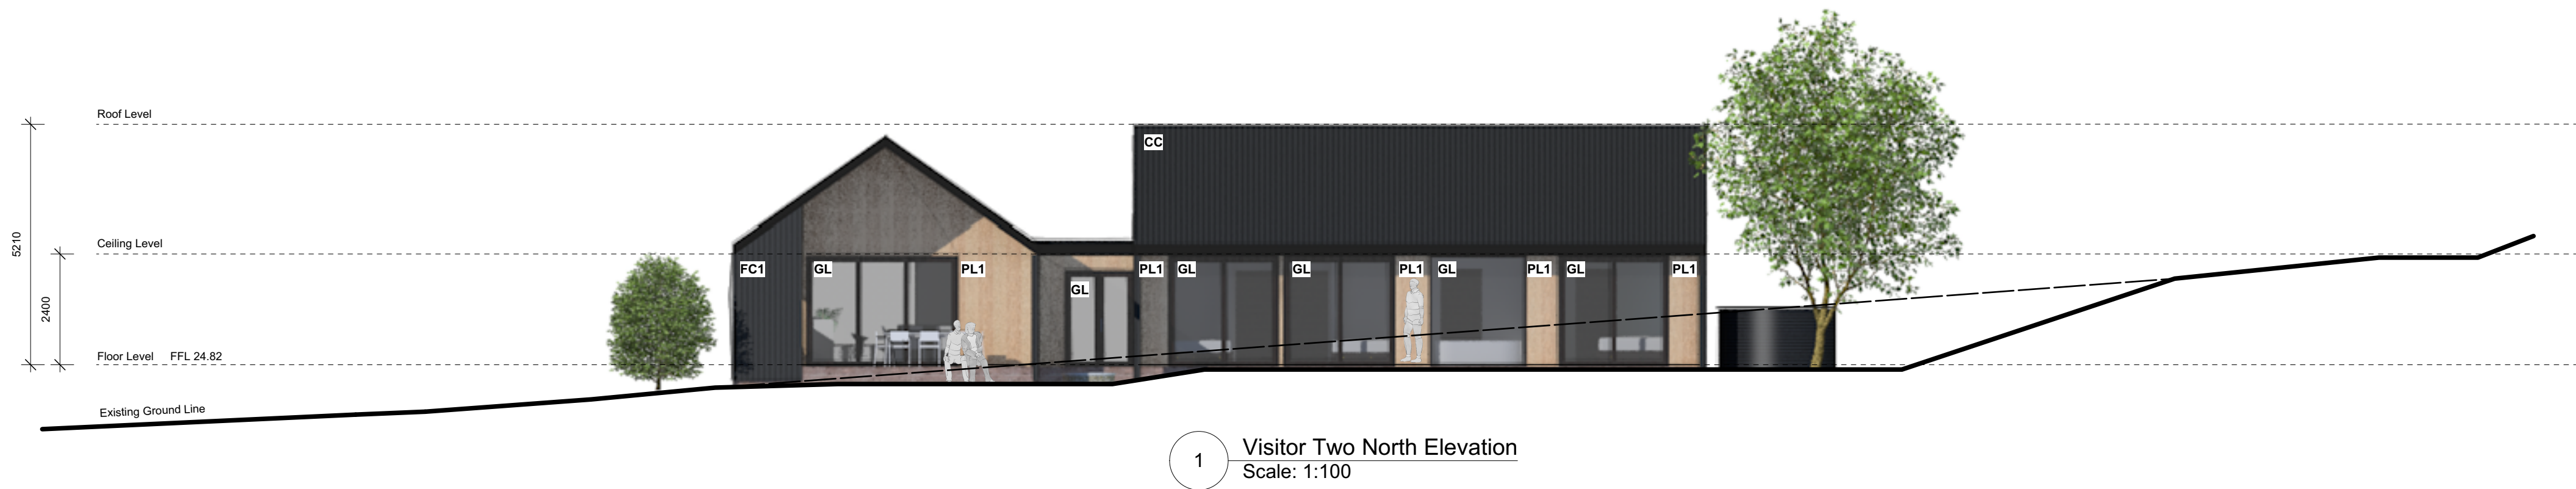 Roof Level
CC
5210
Ceiling Level
FC1 GL PL1 GL PL1 GL GL PL1 GL PL1 GL PL1
2400
Floor Level FFL 24.82
Existing Ground Line
1 Visitor Two North Elevation
Scale: 1:100